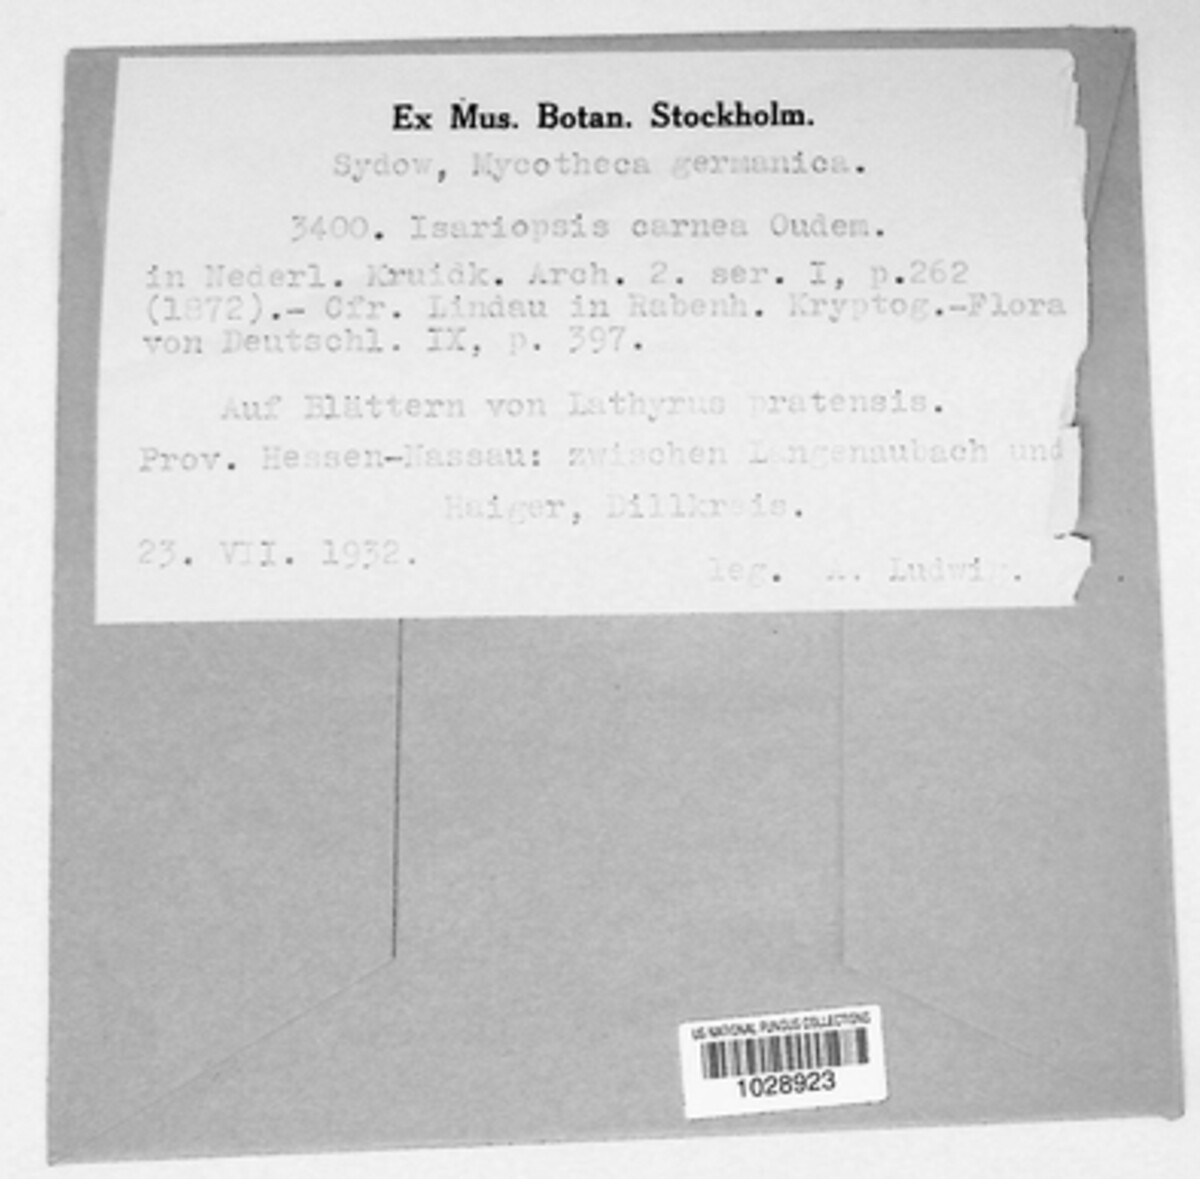 Ex Mus. Botan. Stockholm.
Sydow, Mycotheca germanica.
3400. Isariopsis carnea Oudem.
in Nederl. Kruidk. Arch. 2. ser. I, p.262
(1872).- Cfr. Lindau in Rabenh. Kryptog.-Flora
von Deutschl. IX, p. 397.
Auf Blättern von Lathyrus pratensis.
Prov. Hessen-Nassau: zwischen Langenaubach und
Haiger, Dillkreis.
23. VII. 1932.
leg. A. Ludwig.
US NATIONAL FUNGUS COLLECTIONS
1028923